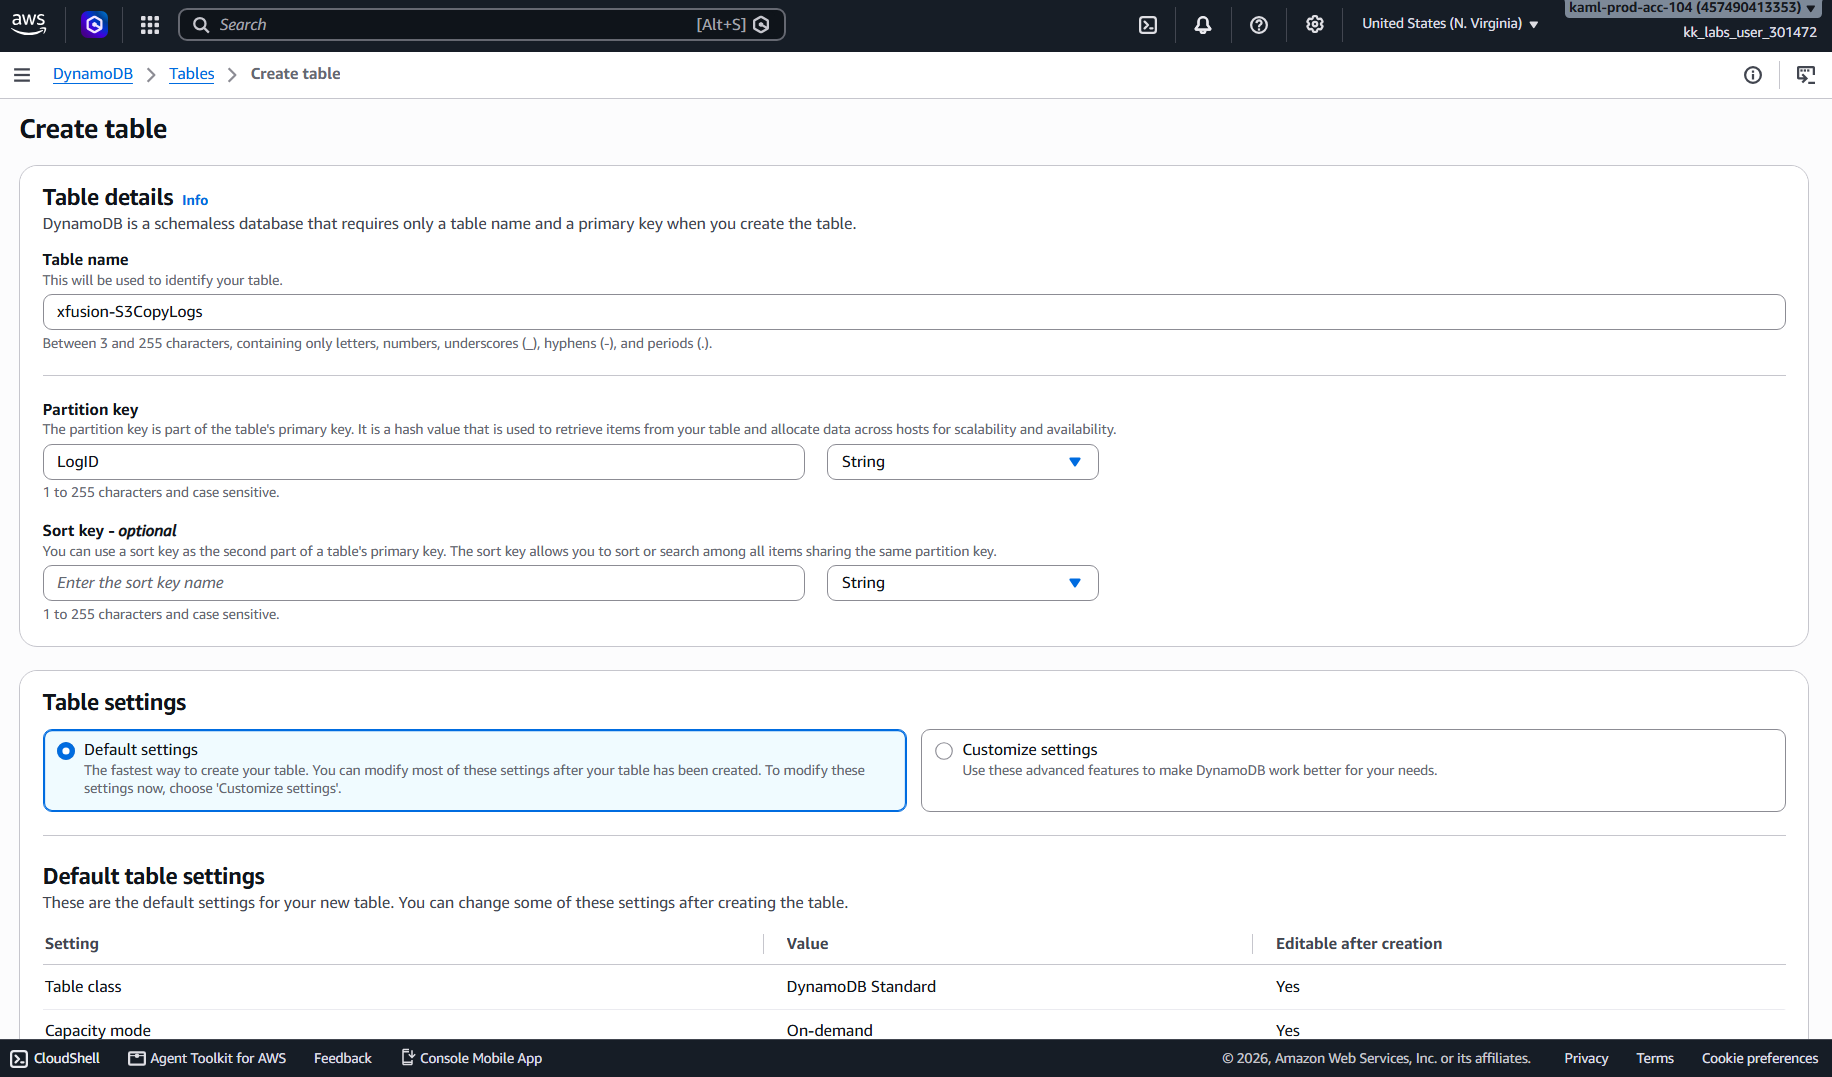 aws
Search
[Alt+S]
United States (N. Virginia)
kaml-prod-acc-104 (457490413353)
kk_labs_user_301472
DynamoDB
Tables
Create table
Create table
Table details Info
DynamoDB is a schemaless database that requires only a table name and a primary key when you create the table.
Table name
This will be used to identify your table.
xfusion-S3CopyLogs
Between 3 and 255 characters, containing only letters, numbers, underscores (_), hyphens (-), and periods (.).
Partition key
The partition key is part of the table's primary key. It is a hash value that is used to retrieve items from your table and allocate data across hosts for scalability and availability.
LogID
String
1 to 255 characters and case sensitive.
Sort key - optional
You can use a sort key as the second part of a table's primary key. The sort key allows you to sort or search among all items sharing the same partition key.
Enter the sort key name
String
1 to 255 characters and case sensitive.
Table settings
Default settings
The fastest way to create your table. You can modify most of these settings after your table has been created. To modify these
settings now, choose 'Customize settings'.
Customize settings
Use these advanced features to make DynamoDB work better for your needs.
Default table settings
These are the default settings for your new table. You can change some of these settings after creating the table.
Setting
Value
Editable after creation
Table class
DynamoDB Standard
Yes
Capacity mode
On-demand
Yes
CloudShell
Agent Toolkit for AWS
Feedback
Console Mobile App
© 2026, Amazon Web Services, Inc. or its affiliates.
Privacy
Terms
Cookie preferences